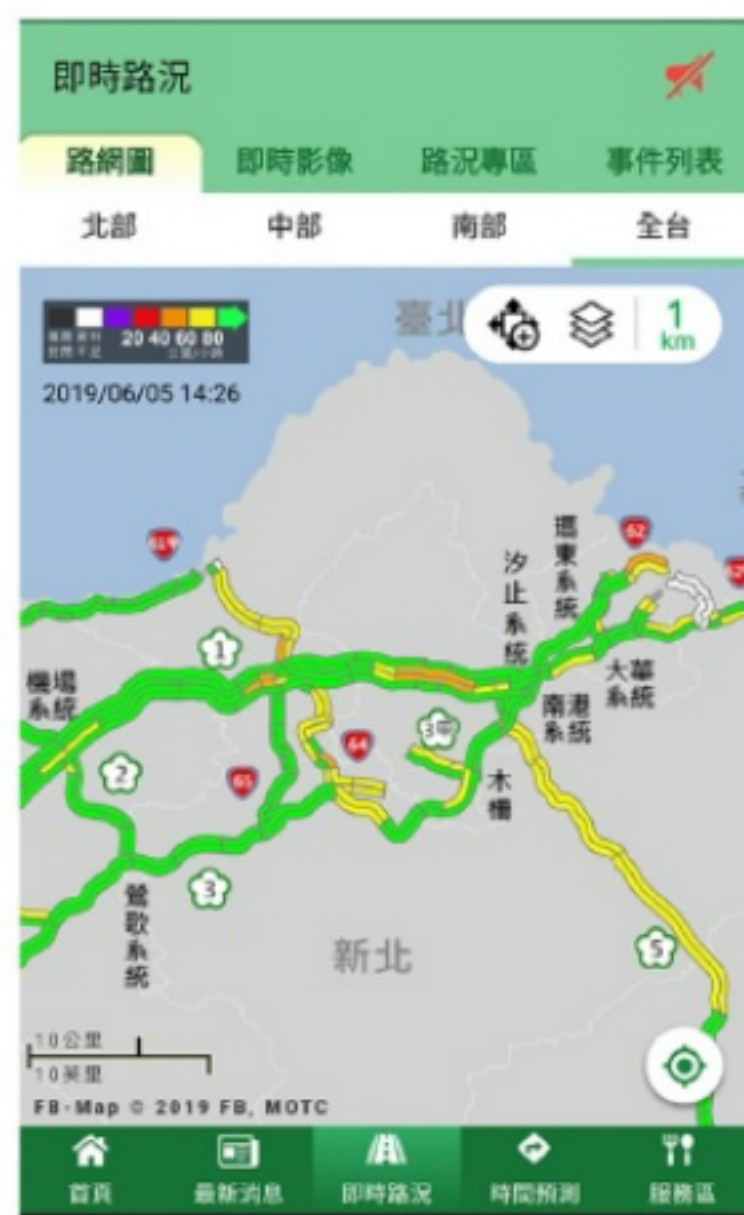 即時路況
路網圖 即時影像 路況專區 事件列表
北部 中部 南部 全台
臺北
1
km
20 40 60 80
2019/06/05 14:26
62
瑪東系統
汐止系統
1
機場
系統
大華
系統
南港
系統
3甲
64
2
65
木柵
3
鶯歌系統
新北
5
10公里
10英里
FB-Map © 2019 FB, MOTC
首頁 最新消息 即時路況 時間預測 服務區